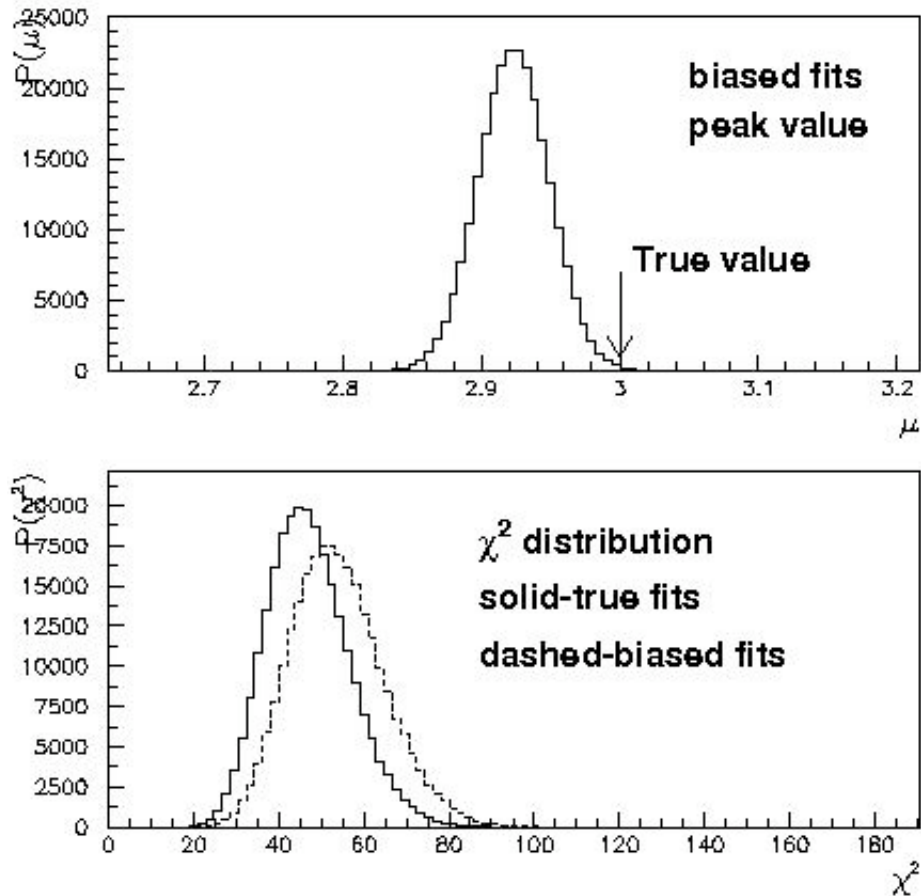 P(μ)
25000
20000
15000
10000
5000
0
biased fits
peak value
True value
2.7 2.8 2.9 3 3.1 3.2
μ
P(χ²)
20000
17500
15000
12500
10000
7500
5000
2500
0
χ² distribution
solid-true fits
dashed-biased fits
0 20 40 60 80 100 120 140 160 180
χ²